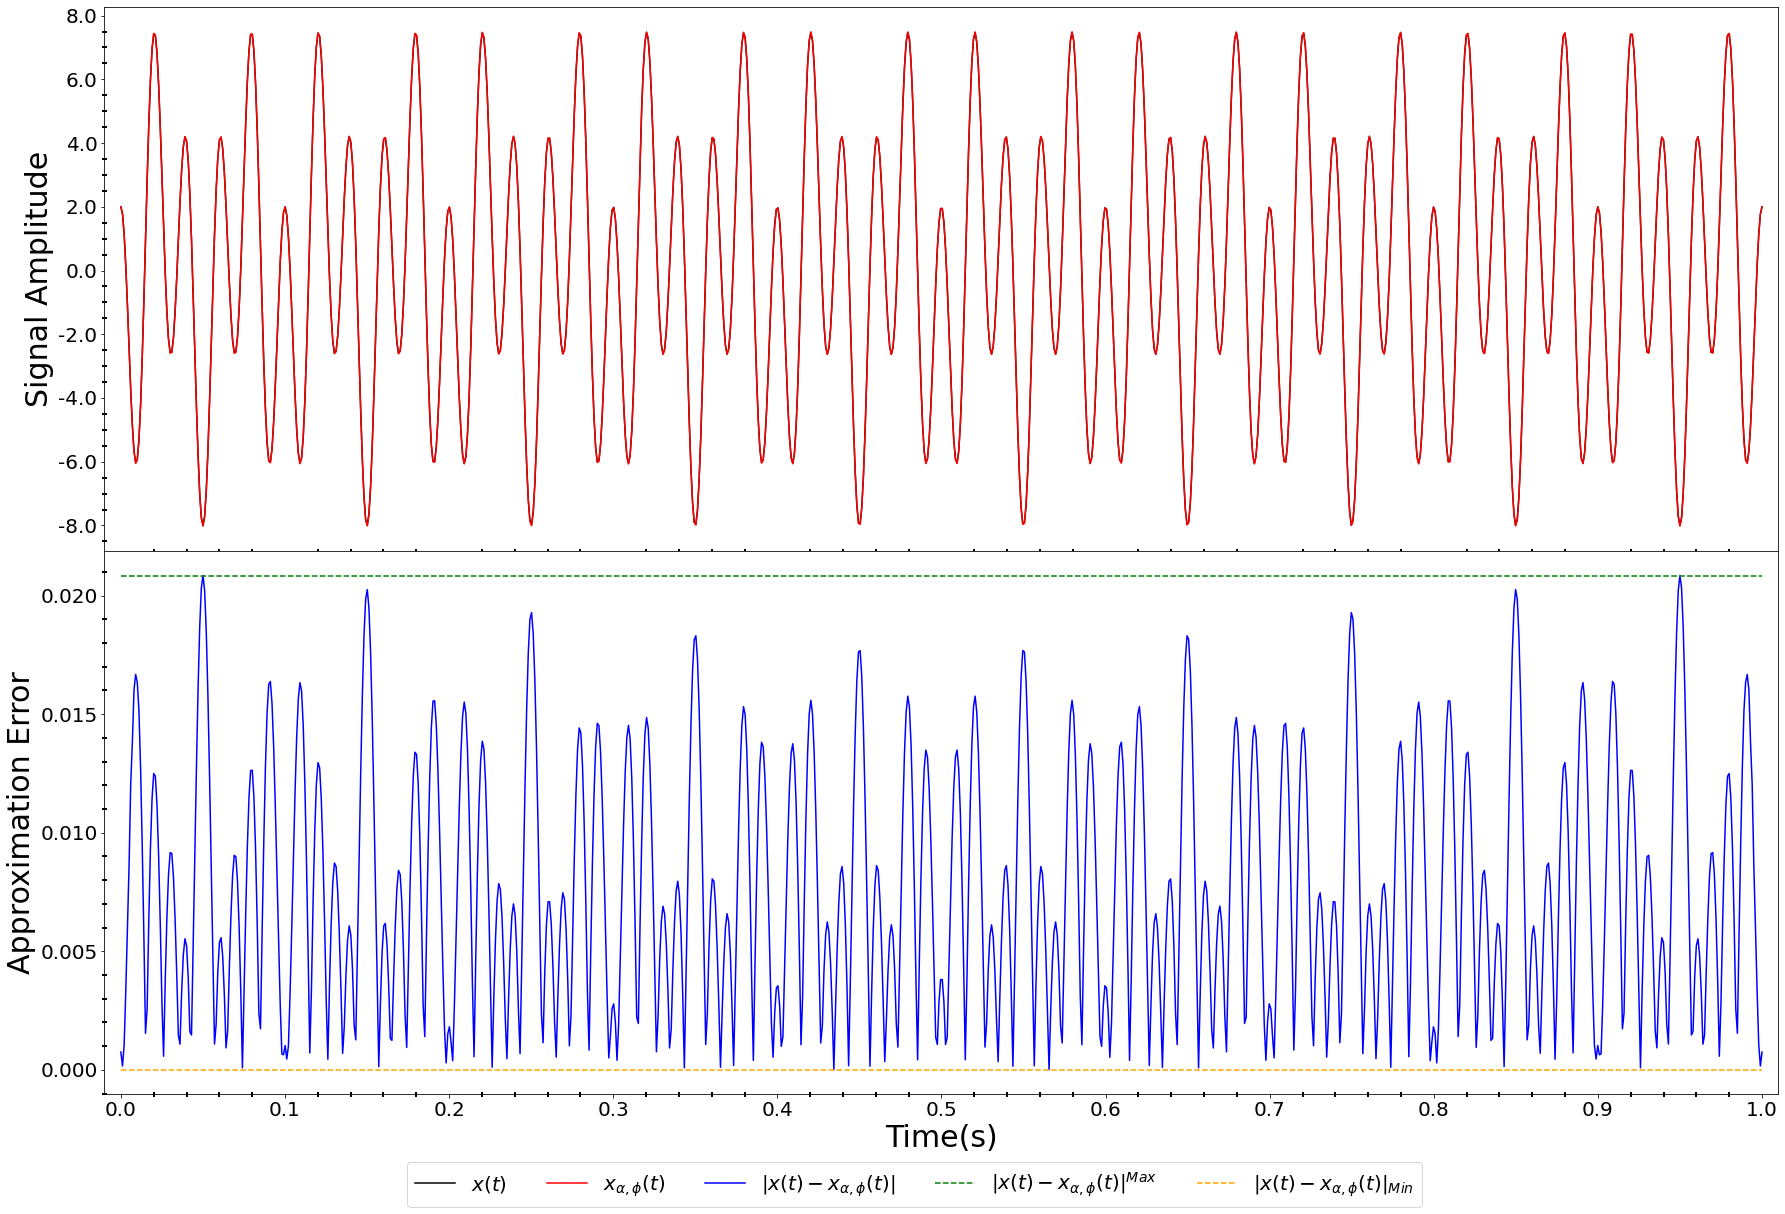 Signal Amplitude
8.0
6.0
4.0
2.0
0.0
-2.0
-4.0
-6.0
-8.0
Approximation Error
0.020
0.015
0.010
0.005
0.000
0.0 0.1 0.2 0.3 0.4 0.5 0.6 0.7 0.8 0.9 1.0
Time(s)
x(t) x_{α,ϕ}(t) |x(t) − x_{α,ϕ}(t)| |x(t) − x_{α,ϕ}(t)|^{Max} |x(t) − x_{α,ϕ}(t)|_{Min}